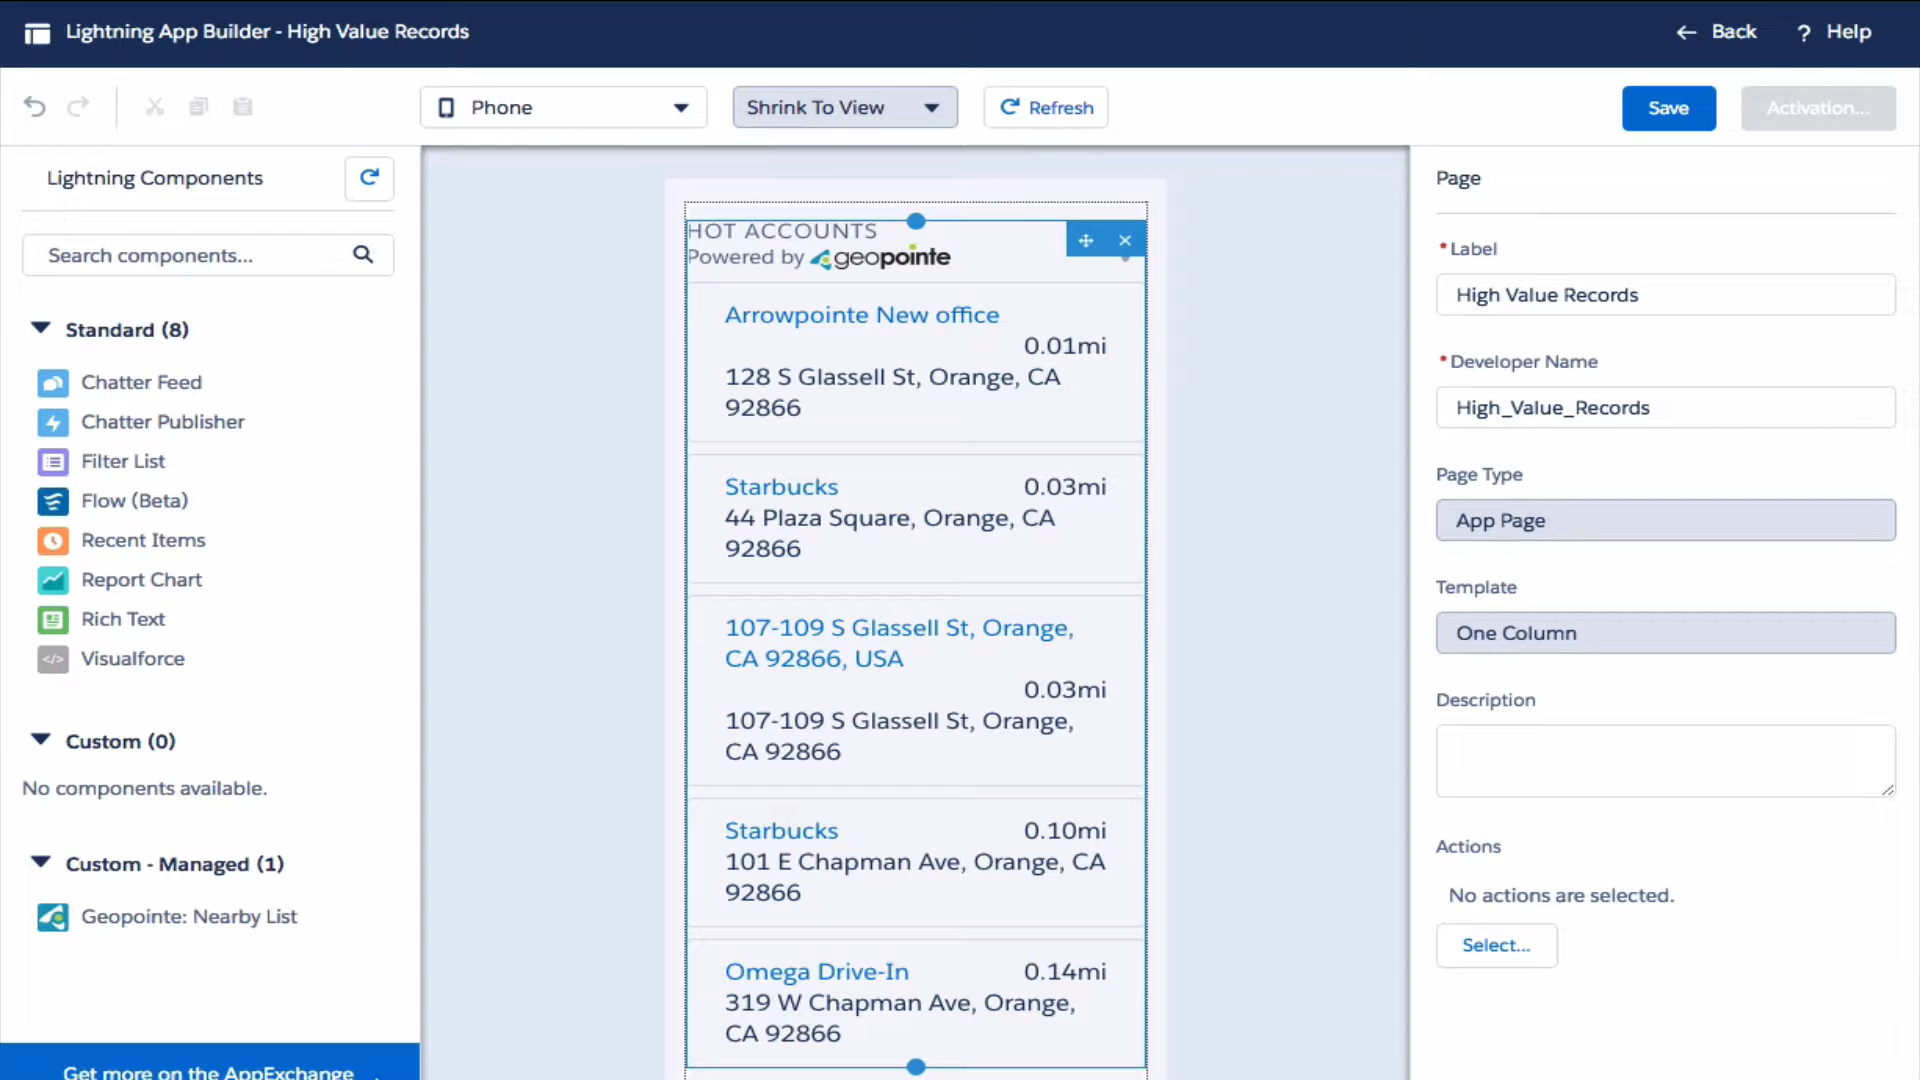 Lightning App Builder - High Value Records
Back
? Help
Phone
Shrink To View
Refresh
Save
Activation...
Lightning Components
Search components...
Standard (8)
Chatter Feed
Chatter Publisher
Filter List
Flow (Beta)
Recent Items
Report Chart
Rich Text
Visualforce
Custom (0)
No components available.
Custom - Managed (1)
Geopointe: Nearby List
Get more on the AppExchange
HOT ACCOUNTS
Powered by geopointe
Arrowpointe New office
0.01mi
128 S Glassell St, Orange, CA
92866
Starbucks 0.03mi
44 Plaza Square, Orange, CA
92866
107-109 S Glassell St, Orange,
CA 92866, USA
0.03mi
107-109 S Glassell St, Orange,
CA 92866
Starbucks 0.10mi
101 E Chapman Ave, Orange, CA
92866
Omega Drive-In 0.14mi
319 W Chapman Ave, Orange,
CA 92866
Page
*Label
High Value Records
*Developer Name
High_Value_Records
Page Type
App Page
Template
One Column
Description
Actions
No actions are selected.
Select...